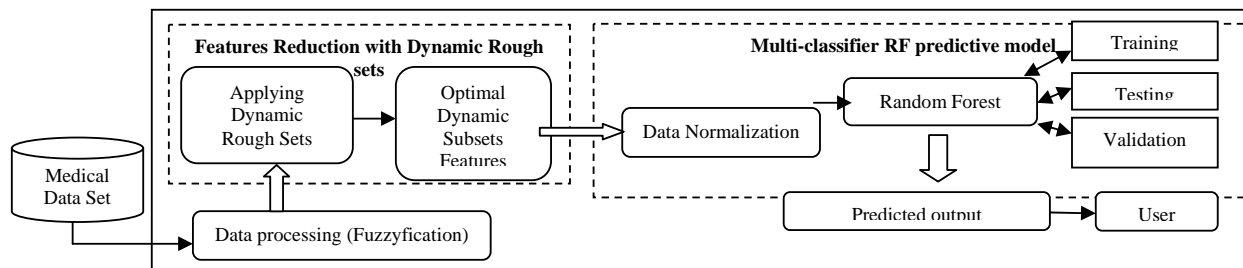 Features Reduction with Dynamic Rough
sets
Applying
Dynamic
Rough Sets
Optimal
Dynamic
Subsets
Features
Multi-classifier RF predictive model
Training
Testing
Validation
Random Forest
Data Normalization
Medical
Data Set
Data processing (Fuzzyfication)
Predicted output
User